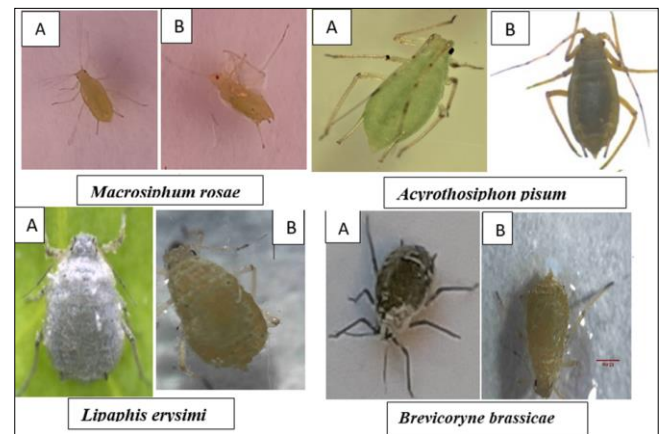 A
B
A
B
Macrosiphum rosae
Acyrothosiphon pisum
A
B
A
B
Lipaphis erysimi
Brevicoryne brassicae